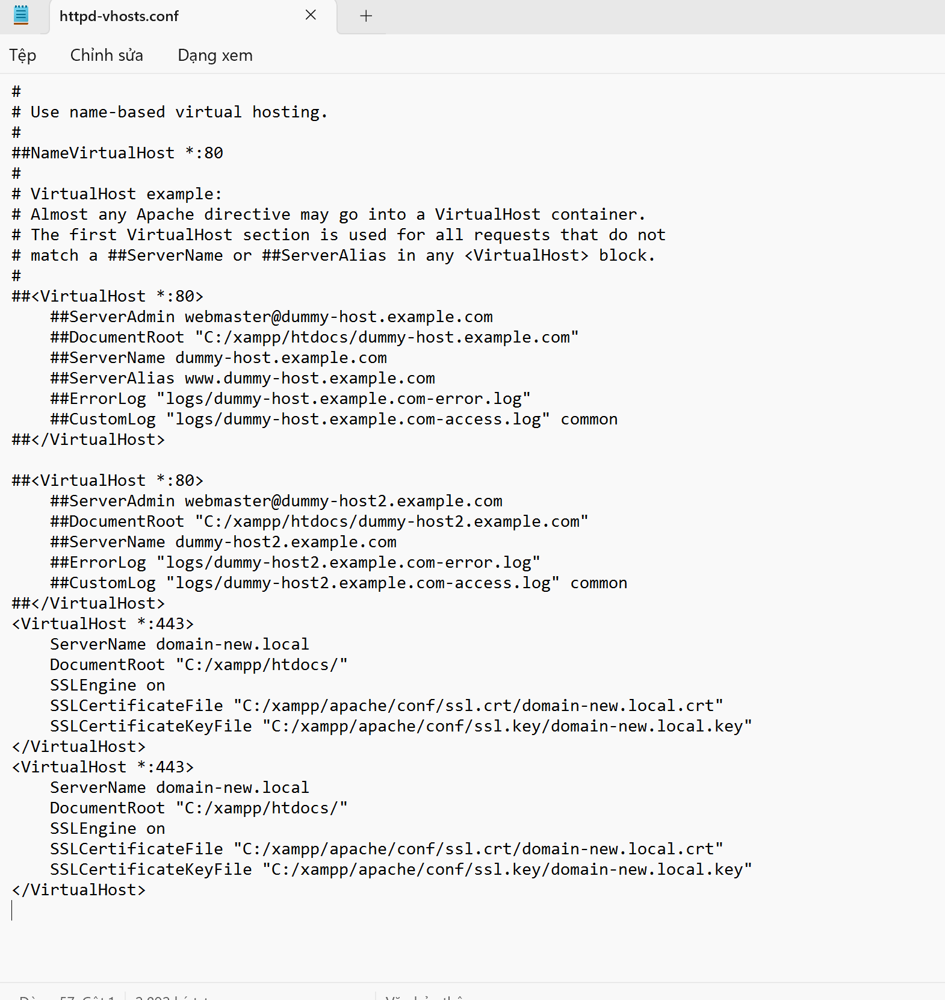 httpd-vhosts.conf
Tệp Chỉnh sửa Dạng xem
#
# Use name-based virtual hosting.
#
##NameVirtualHost *:80
#
# VirtualHost example:
# Almost any Apache directive may go into a VirtualHost container.
# The first VirtualHost section is used for all requests that do not
# match a ##ServerName or ##ServerAlias in any <VirtualHost> block.
#
##<VirtualHost *:80>
    ##ServerAdmin webmaster@dummy-host.example.com
    ##DocumentRoot "C:/xampp/htdocs/dummy-host.example.com"
    ##ServerName dummy-host.example.com
    ##ServerAlias www.dummy-host.example.com
    ##ErrorLog "logs/dummy-host.example.com-error.log"
    ##CustomLog "logs/dummy-host.example.com-access.log" common
##</VirtualHost>

##<VirtualHost *:80>
    ##ServerAdmin webmaster@dummy-host2.example.com
    ##DocumentRoot "C:/xampp/htdocs/dummy-host2.example.com"
    ##ServerName dummy-host2.example.com
    ##ErrorLog "logs/dummy-host2.example.com-error.log"
    ##CustomLog "logs/dummy-host2.example.com-access.log" common
##</VirtualHost>
<VirtualHost *:443>
    ServerName domain-new.local
    DocumentRoot "C:/xampp/htdocs/"
    SSLEngine on
    SSLCertificateFile "C:/xampp/apache/conf/ssl.crt/domain-new.local.crt"
    SSLCertificateKeyFile "C:/xampp/apache/conf/ssl.key/domain-new.local.key"
</VirtualHost>
<VirtualHost *:443>
    ServerName domain-new.local
    DocumentRoot "C:/xampp/htdocs/"
    SSLEngine on
    SSLCertificateFile "C:/xampp/apache/conf/ssl.crt/domain-new.local.crt"
    SSLCertificateKeyFile "C:/xampp/apache/conf/ssl.key/domain-new.local.key"
</VirtualHost>